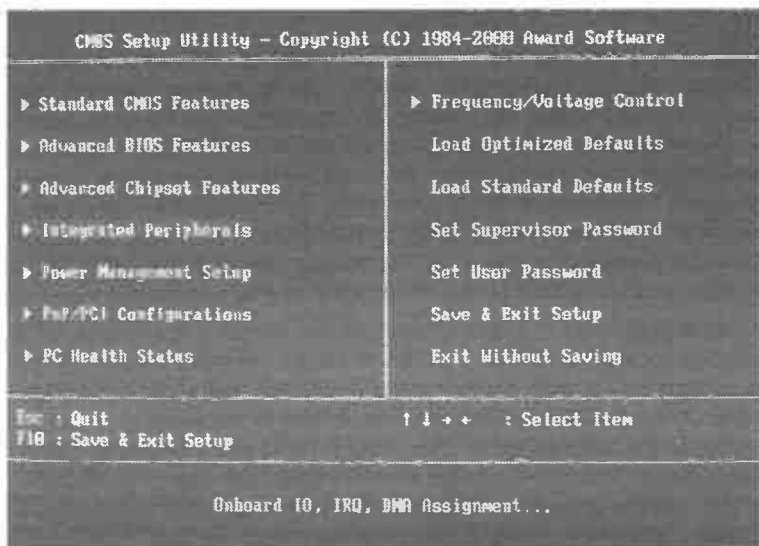 CMOS Setup Utility - Copyright (C) 1984-2000 Award Software
▶ Standard CMOS Features
▶ Advanced BIOS Features
▶ Advanced Chipset Features
▶ Integrated Peripherals
▶ Power Management Setup
▶ PnP/PCI Configurations
▶ PC Health Status
▶ Frequency/Voltage Control
Load Optimized Defaults
Load Standard Defaults
Set Supervisor Password
Set User Password
Save & Exit Setup
Exit Without Saving
Esc : Quit
F10 : Save & Exit Setup
↑ ↓ → ← : Select Item
Onboard IO, IRQ, DMA Assignment...